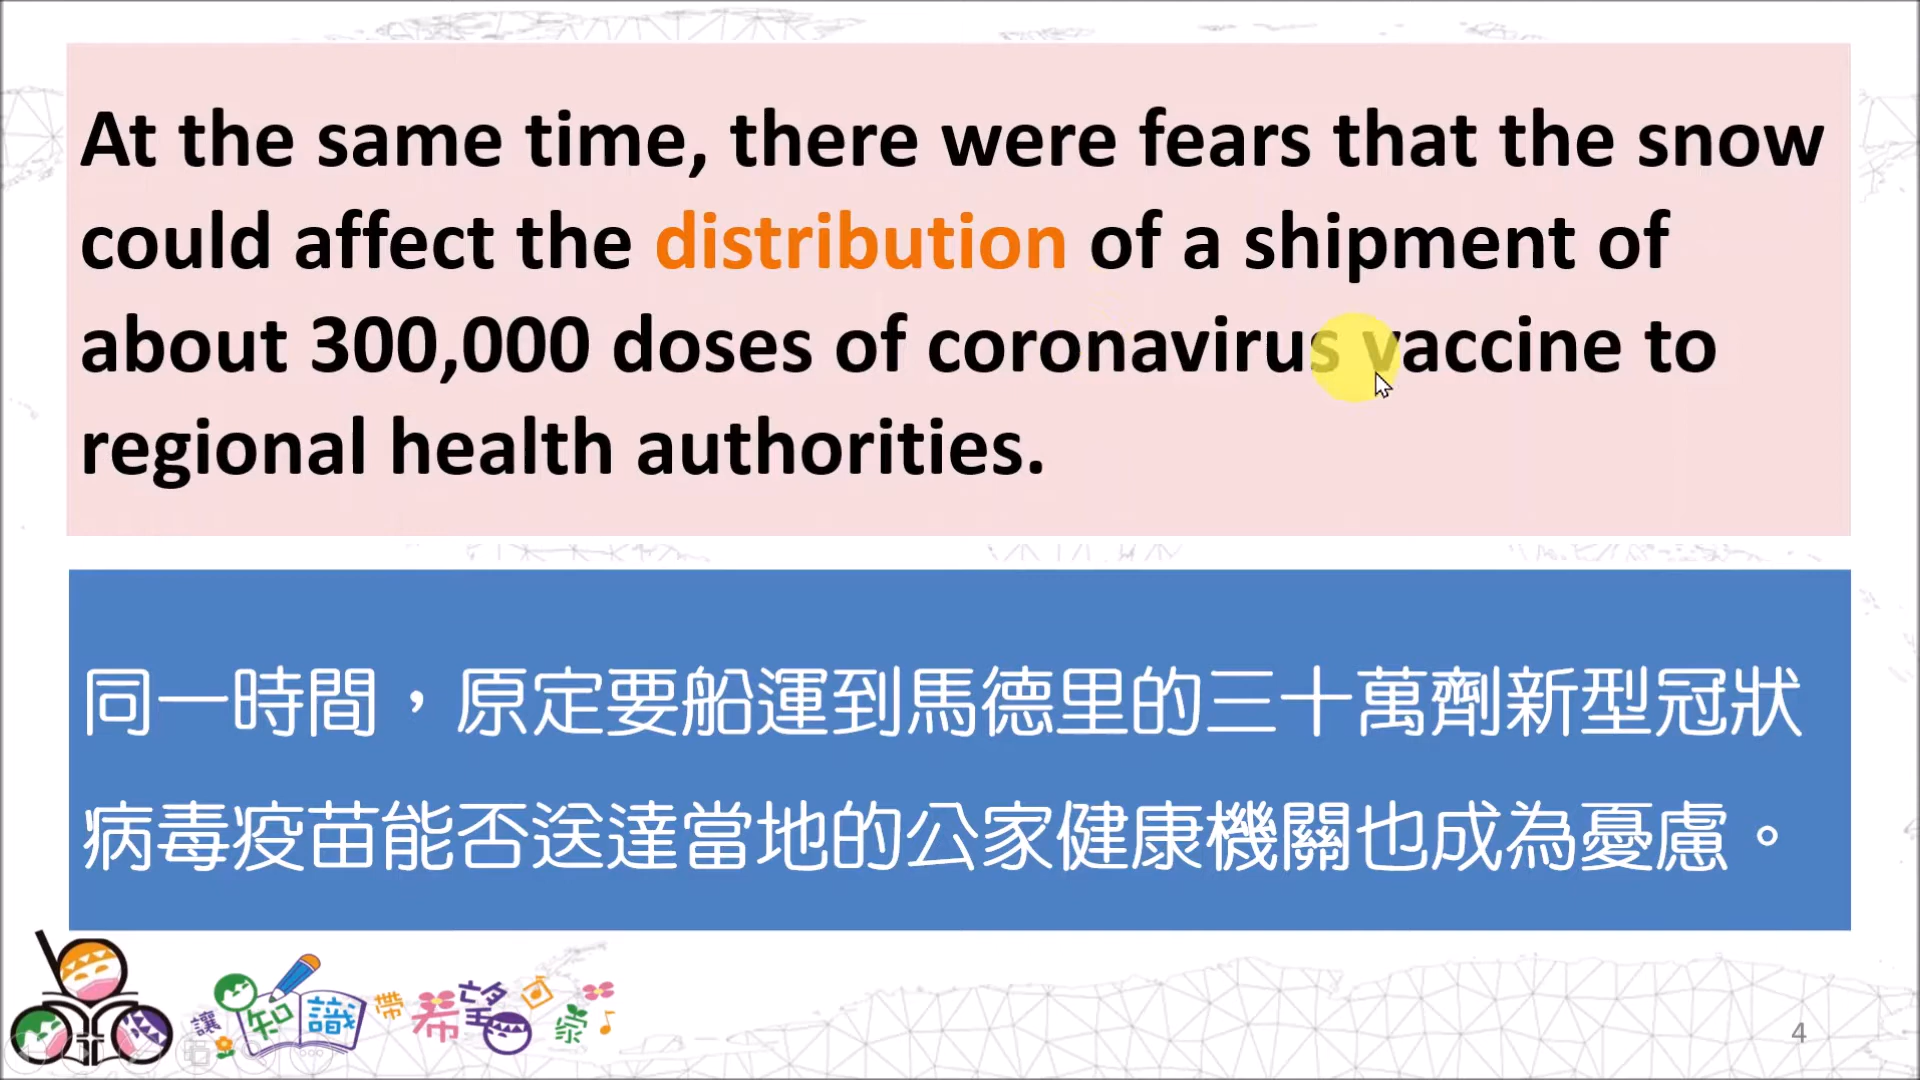 At the same time, there were fears that the snow
could affect the distribution of a shipment of
about 300,000 doses of coronavirus vaccine to
regional health authorities.
同一時間，原定要船運到馬德里的三十萬劑新型冠狀
病毒疫苗能否送達當地的公家健康機關也成為憂慮。
讓知識帶希望回家
4